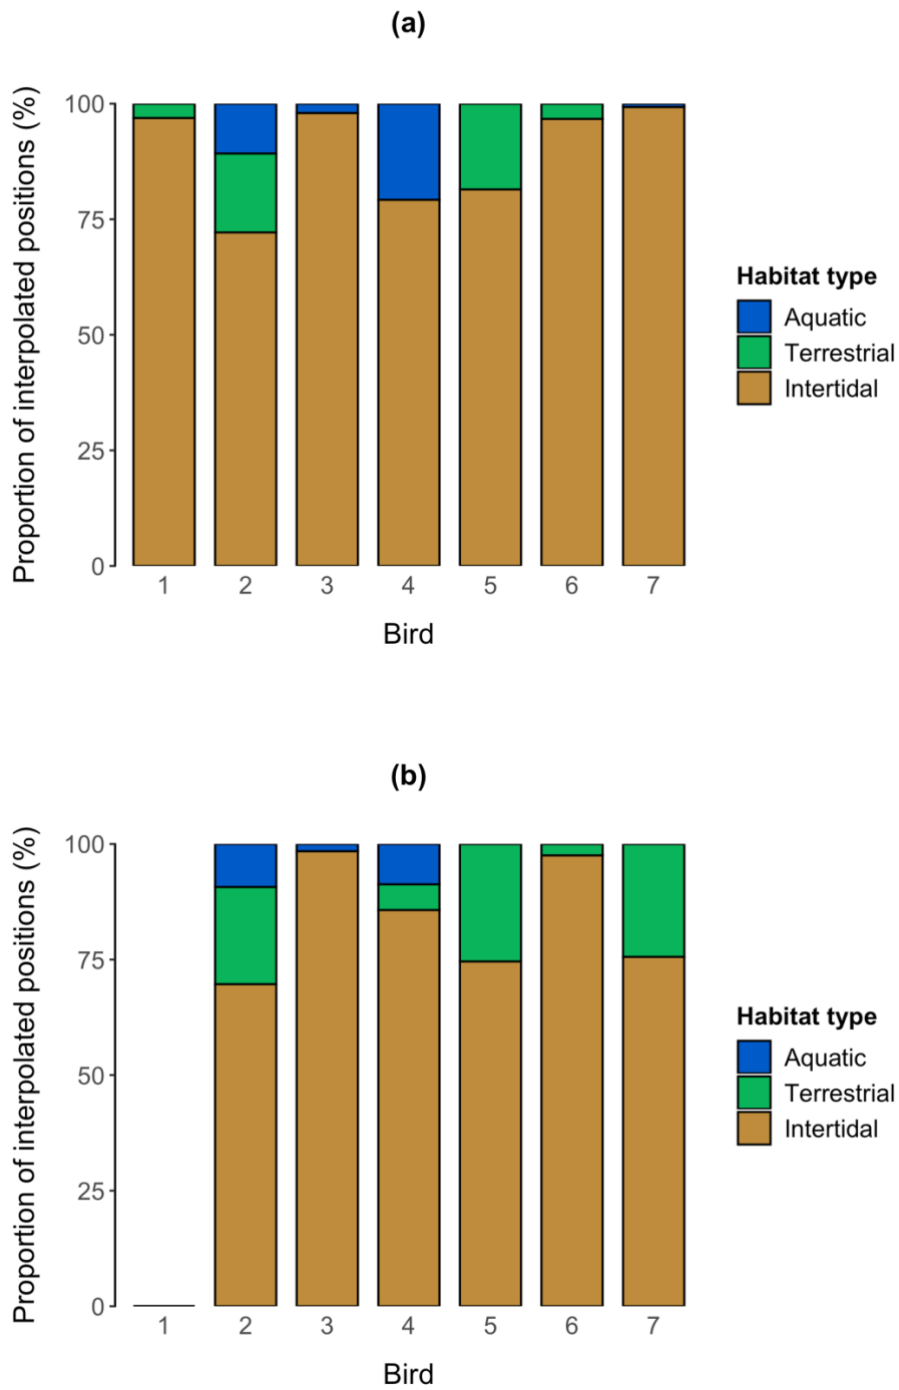 (a)
Proportion of interpolated positions (%)
100
75
50
25
0
1 2 3 4 5 6 7
Bird
Habitat type
Aquatic
Terrestrial
Intertidal
(b)
Proportion of interpolated positions (%)
100
75
50
25
0
1 2 3 4 5 6 7
Bird
Habitat type
Aquatic
Terrestrial
Intertidal